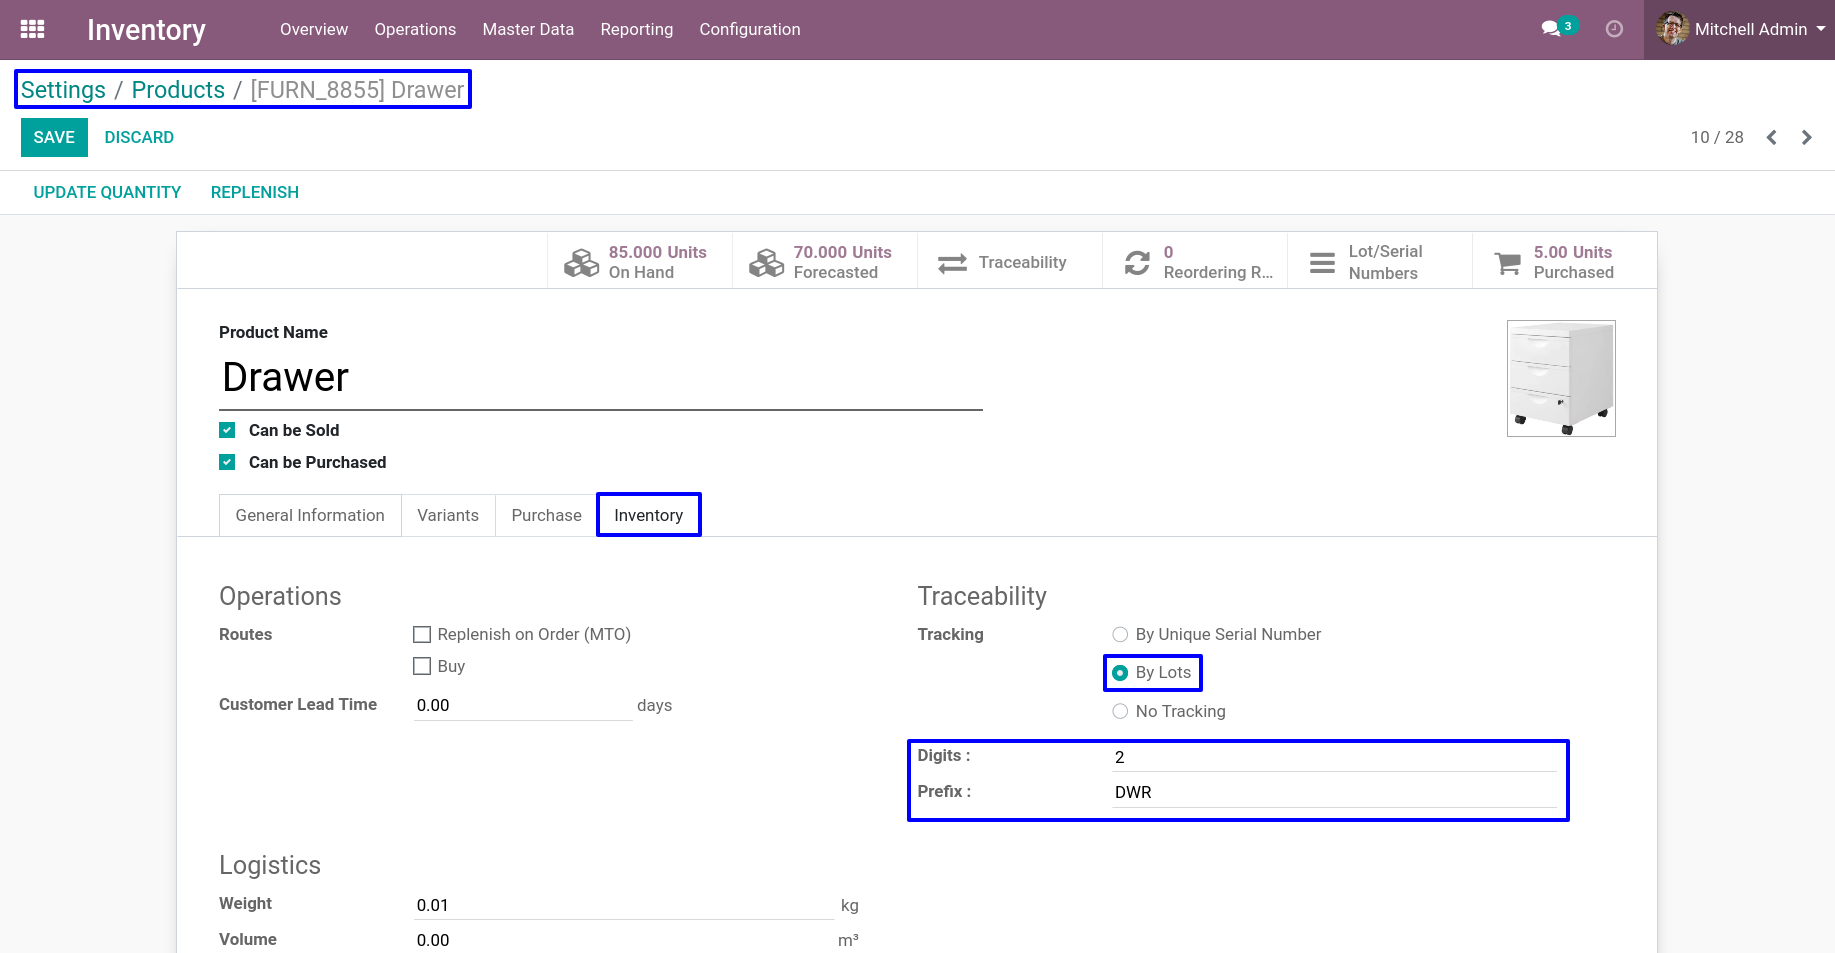 Inventory Overview Operations Master Data Reporting Configuration 3 Mitchell Admin
Settings / Products / [FURN_8855] Drawer
SAVE DISCARD 10 / 28
UPDATE QUANTITY REPLENISH
85.000 Units
On Hand
70.000 Units
Forecasted
Traceability
0
Reordering R...
Lot/Serial
Numbers
5.00 Units
Purchased
Product Name
Drawer
Can be Sold
Can be Purchased
General Information Variants Purchase Inventory
Operations
Routes Replenish on Order (MTO)
Buy
Customer Lead Time 0.00 days
Traceability
Tracking By Unique Serial Number
By Lots
No Tracking
Digits : 2
Prefix : DWR
Logistics
Weight 0.01 kg
Volume 0.00 m³